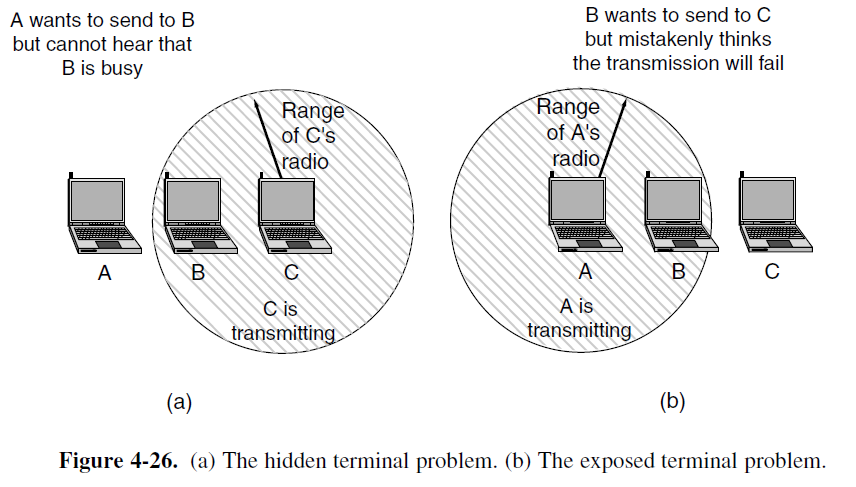 A wants to send to B
but cannot hear that
B is busy
Range
of C's
radio
A
B
C
C is
transmitting
(a)
B wants to send to C
but mistakenly thinks
the transmission will fail
Range
of A's
radio
A
B
C
A is
transmitting
(b)
Figure 4-26. (a) The hidden terminal problem. (b) The exposed terminal problem.